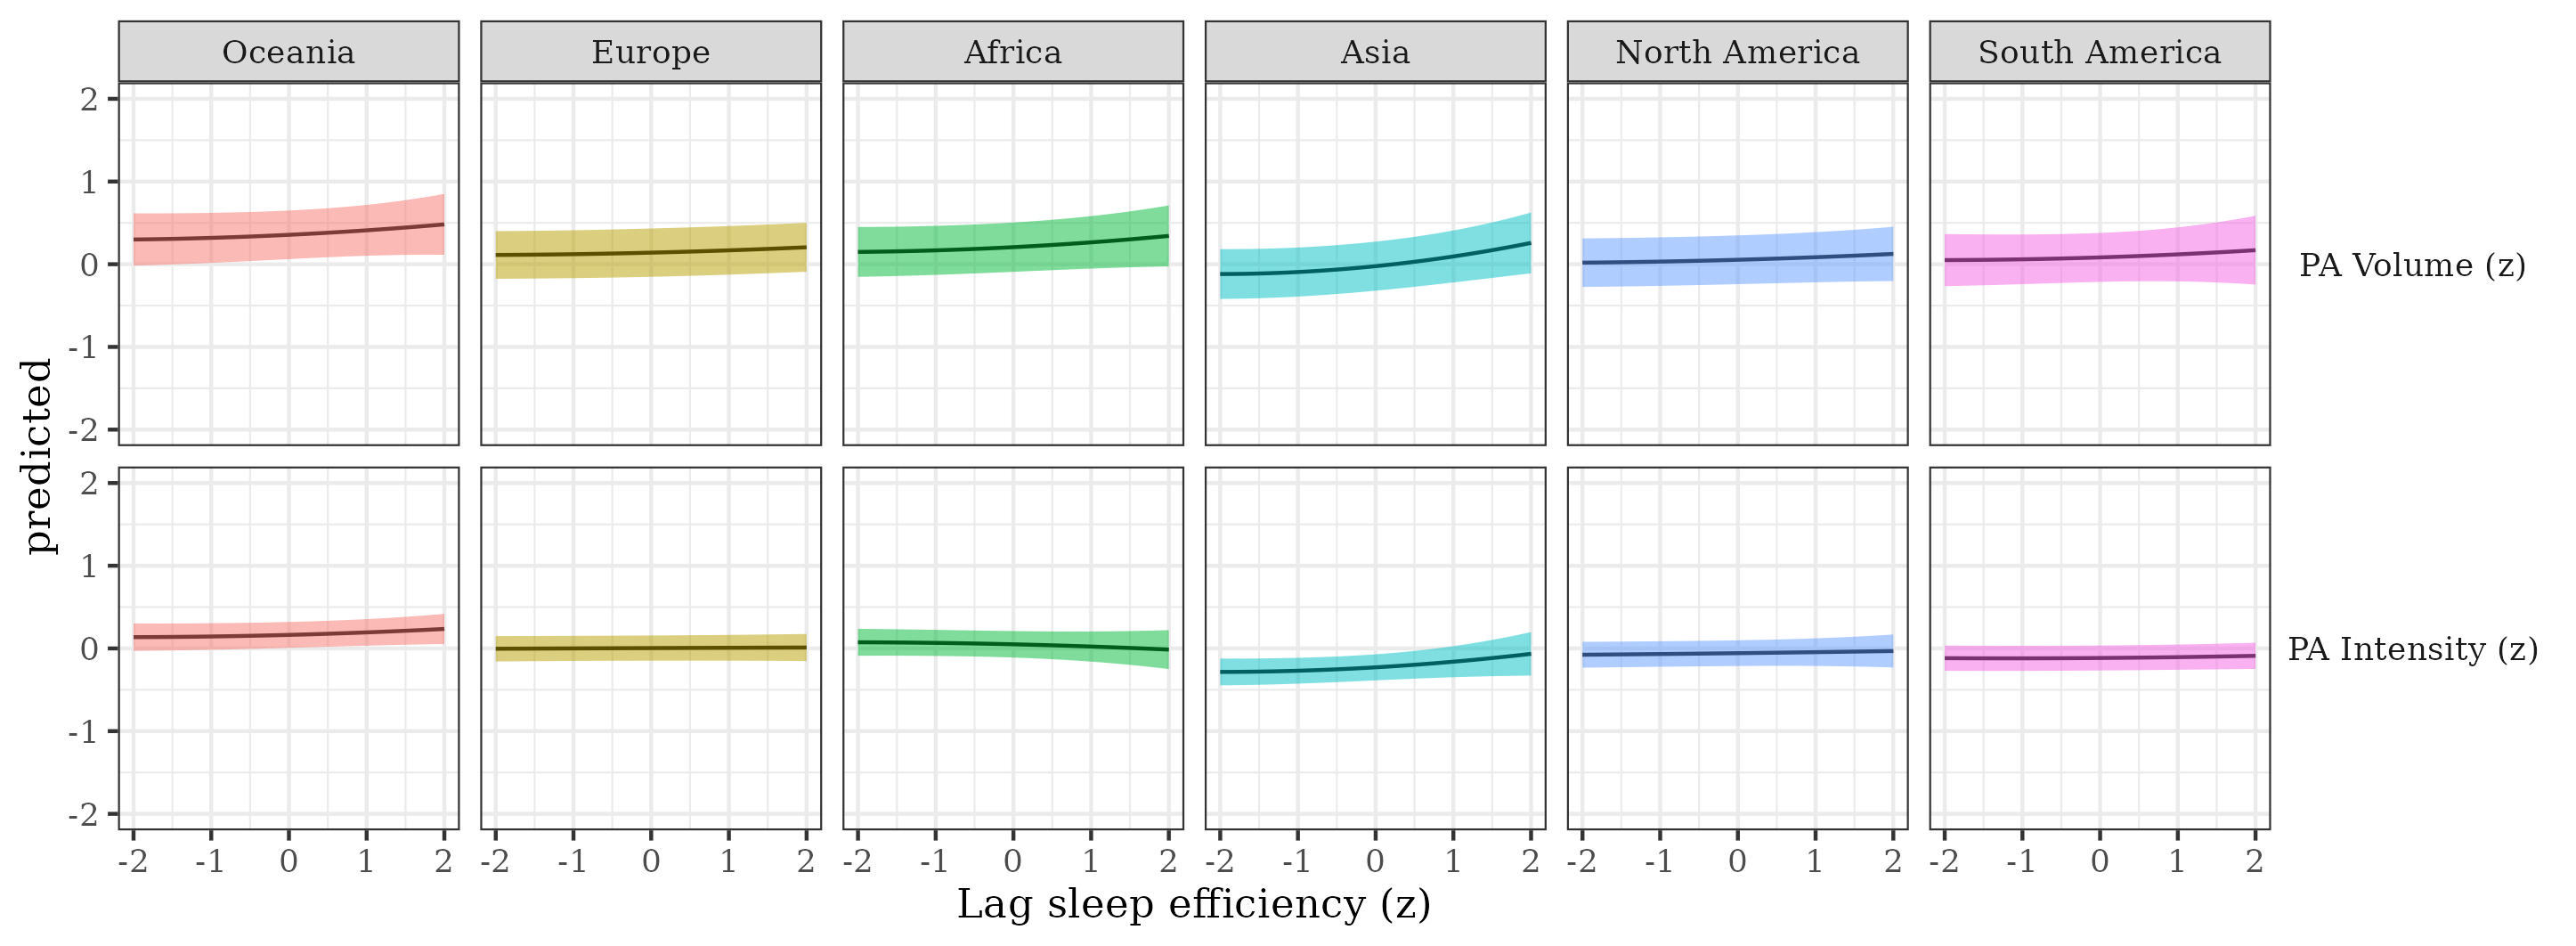 Oceania Europe Africa Asia North America South America
2
1
0
-1
-2
PA Volume (z)
predicted
2
1
0
-1
-2
PA Intensity (z)
-2 -1 0 1 2 -2 -1 0 1 2 -2 -1 0 1 2 -2 -1 0 1 2 -2 -1 0 1 2 -2 -1 0 1 2
Lag sleep efficiency (z)